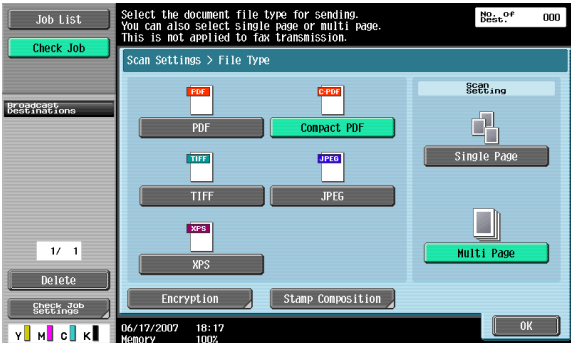 Job List
Check Job
Broadcast
Destinations
1/ 1
Delete
Check Job
Settings
Y M C K
Select the document file type for sending.
You can also select single page or multi page.
This is not applied to fax transmission.
No. of
Dest. 000
Scan Settings > File Type
PDF
PDF
C-PDF
Compact PDF
TIFF
TIFF
JPEG
JPEG
XPS
XPS
Scan
Setting
Single Page
Multi Page
Encryption
Stamp Composition
06/17/2007 18:17
Memory 100%
OK